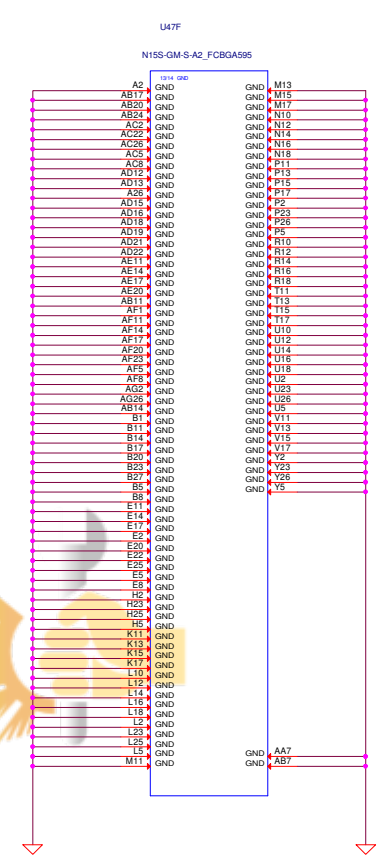 U47F
N15S-GM-S-A2_FCBGA595
13/14 GND
A2 GND GND M13
AB17 GND GND M15
AB20 GND GND M17
AB24 GND GND N10
AC2 GND GND N12
AC22 GND GND N14
AC26 GND GND N16
AC5 GND GND N18
AC8 GND GND P11
AD12 GND GND P13
AD13 GND GND P15
A26 GND GND P17
AD15 GND GND P2
AD16 GND GND P23
AD18 GND GND P26
AD19 GND GND P5
AD21 GND GND R10
AD22 GND GND R12
AE11 GND GND R14
AE14 GND GND R16
AE17 GND GND R18
AE20 GND GND T11
AB11 GND GND T13
AF1 GND GND T15
AF11 GND GND T17
AF14 GND GND U10
AF17 GND GND U12
AF20 GND GND U14
AF23 GND GND U16
AF5 GND GND U18
AF8 GND GND U2
AG2 GND GND U23
AG26 GND GND U26
AB14 GND GND U5
B1 GND GND V11
B11 GND GND V13
B14 GND GND V15
B17 GND GND V17
B20 GND GND Y2
B23 GND GND Y23
B27 GND GND Y26
B5 GND GND Y5
B8 GND
E11 GND
E14 GND
E17 GND
E2 GND
E20 GND
E22 GND
E25 GND
E5 GND
E8 GND
H2 GND
H23 GND
H25 GND
H5 GND
K11 GND
K13 GND
K15 GND
K17 GND
L10 GND
L12 GND
L14 GND
L16 GND
L18 GND
L2 GND
L23 GND
L25 GND
L5 GND GND AA7
M11 GND GND AB7